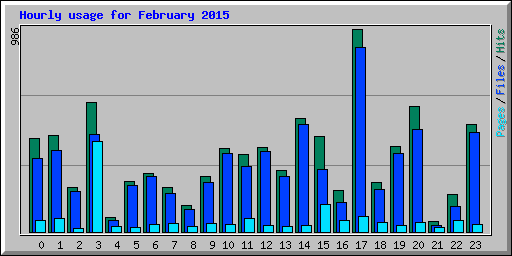 Hourly usage for February 2015
986
Pages / Files / Hits
0 1 2 3 4 5 6 7 8 9 10 11 12 13 14 15 16 17 18 19 20 21 22 23